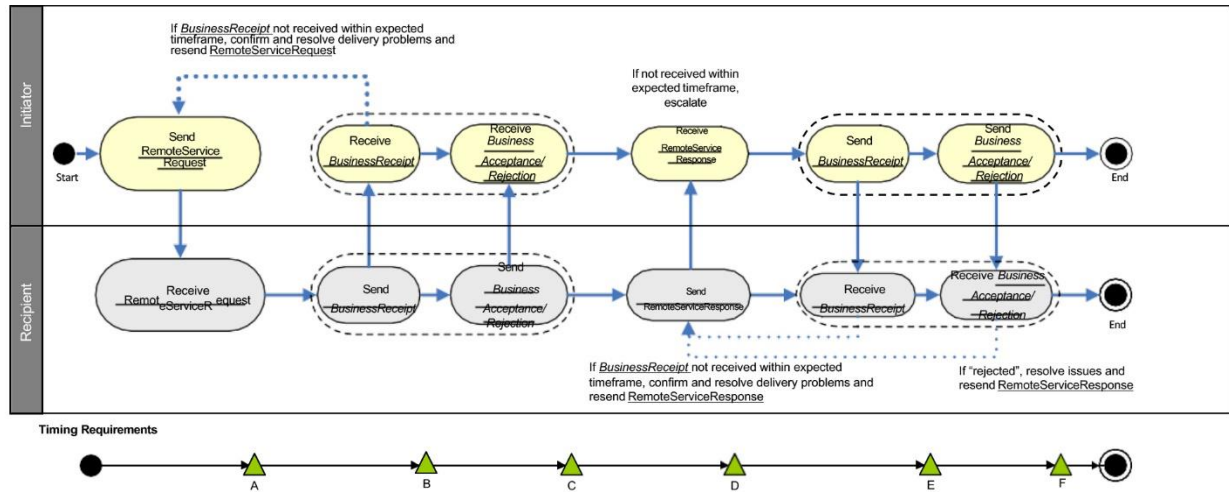 If BusinessReceipt not received within expected
timeframe, confirm and resolve delivery problems and
resend RemoteServiceRequest
If not received within
expected timeframe,
escalate
Initiator
Start
Send
RemoteService
Request
Receive
BusinessReceipt
Receive
Business
Acceptance/
Rejection
Receive
RemoteService
Response
Send
BusinessReceipt
Send
Business
Acceptance/
Rejection
End
Recipient
Receive
RemoteServiceRequest
Send
BusinessReceipt
Send
Business
Acceptance/
Rejection
Send
RemoteServiceResponse
Receive
BusinessReceipt
Receive Business
Acceptance/
Rejection
End
If BusinessReceipt not received within expected
timeframe, confirm and resolve delivery problems and
resend RemoteServiceResponse
If “rejected”, resolve issues and
resend RemoteServiceResponse
Timing Requirements
A
B
C
D
E
F